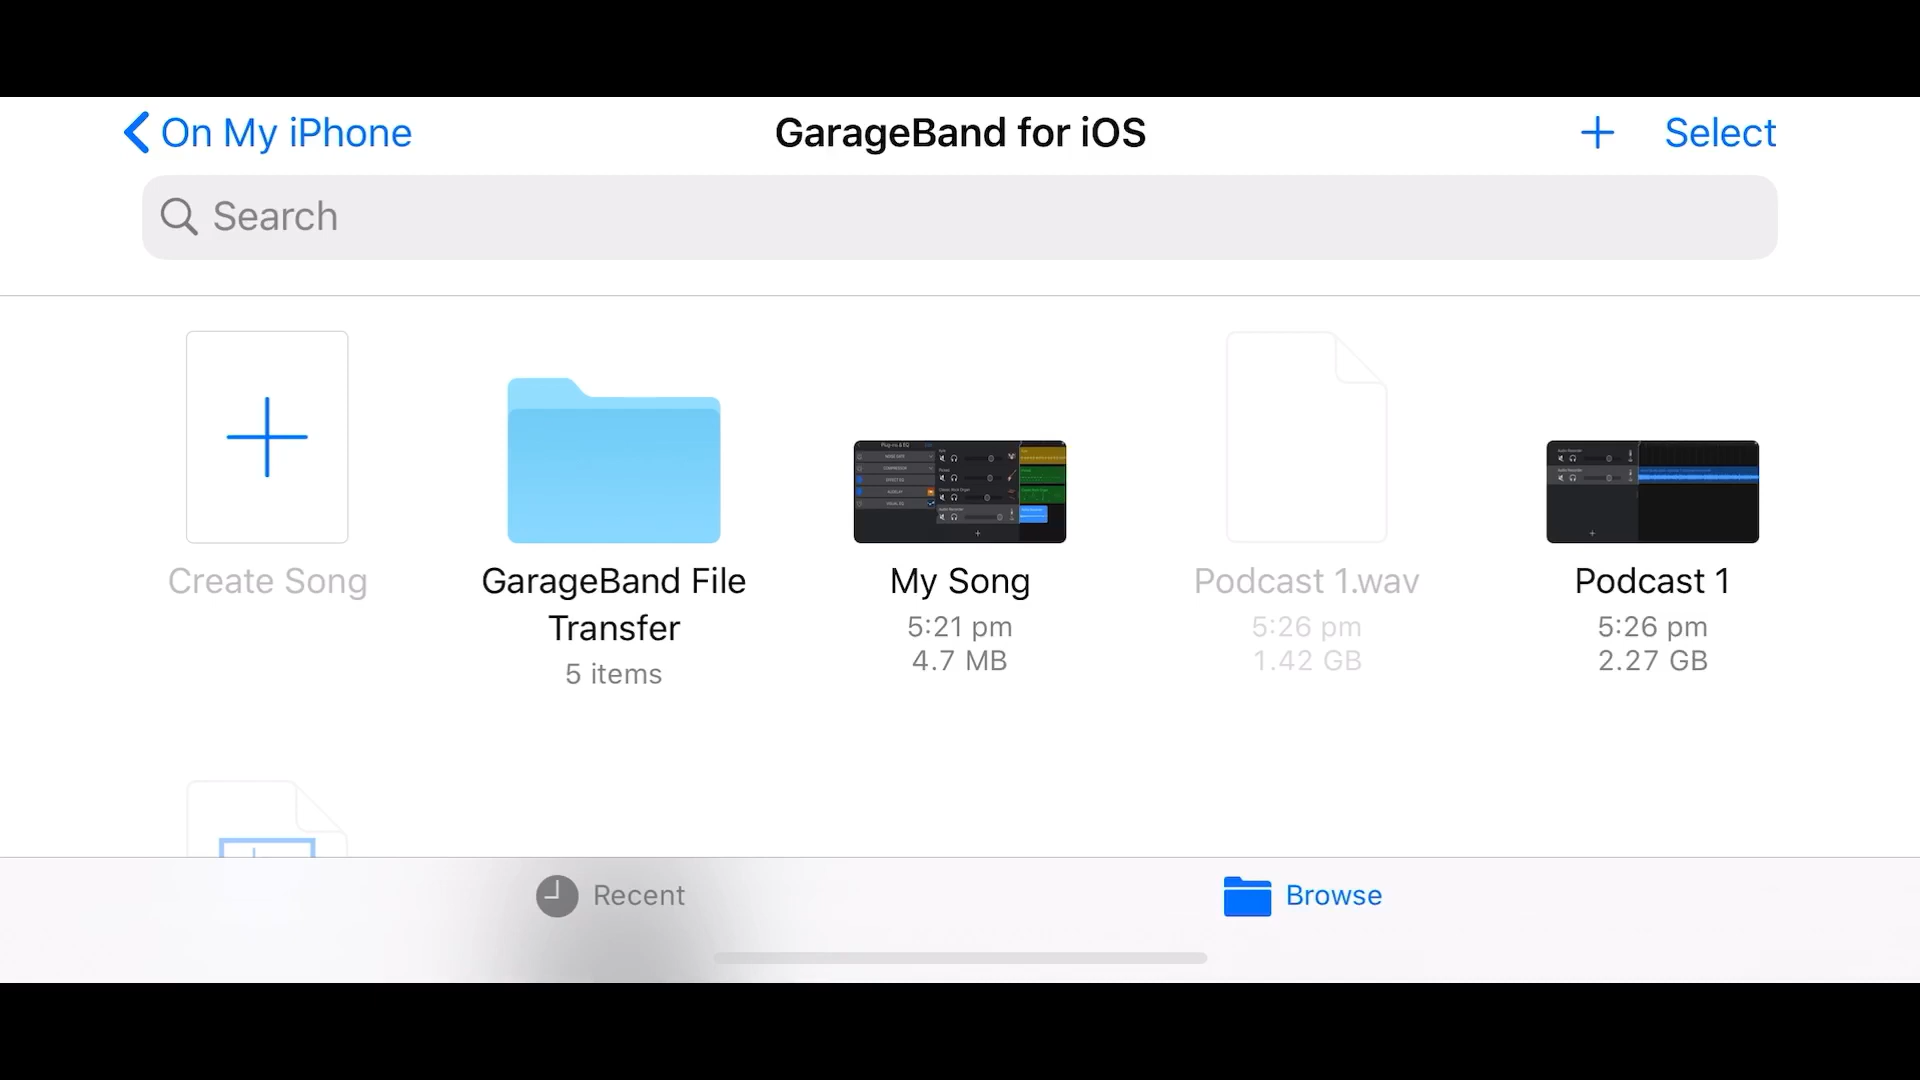 On My iPhone
GarageBand for iOS
Select
Search
Create Song
GarageBand File
Transfer
5 items
My Song
5:21 pm
4.7 MB
Podcast 1.wav
5:26 pm
1.42 GB
Podcast 1
5:26 pm
2.27 GB
Recent
Browse